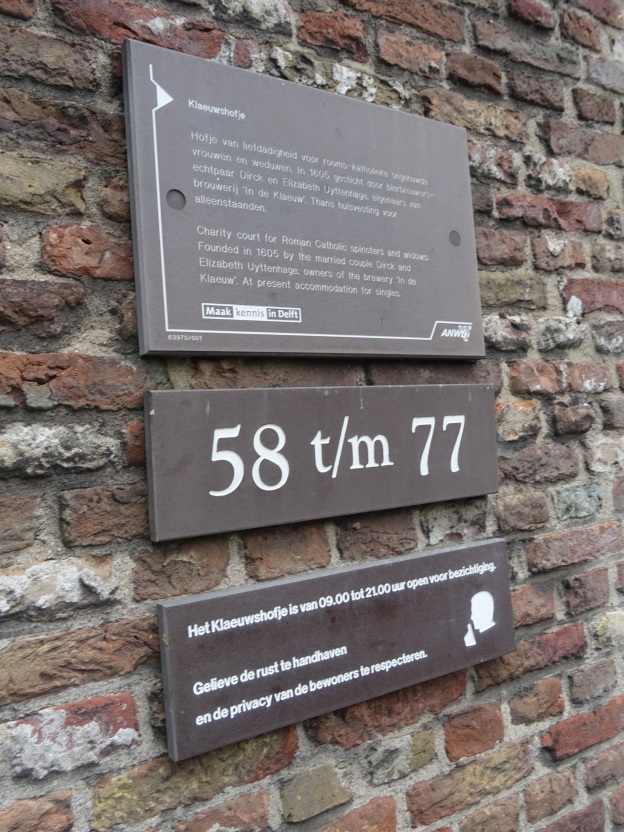 Klaeuwshofje
Hofje van liefdadigheid voor rooms-katholieke ongehuwde
vrouwen en weduwen. In 1605 gesticht door bierbrouwers-
echtpaar Dirck en Elizabeth Uyttenhage, eigenaars van
brouwerij 'In de Klaeuw'. Thans huisvesting voor
alleenstaanden.
Charity court for Roman Catholic spinsters and widows.
Founded in 1605 by the married couple Dirck and
Elizabeth Uyttenhage, owners of the brewery 'In de
Klaeuw'. At present accommodation for singles.
Maak kennis in Delft
63970/001
ANWB
58 t/m 77
Het Klaeuwshofje is van 09.00 tot 21.00 uur open voor bezichtiging.
Gelieve de rust te handhaven
en de privacy van de bewoners te respecteren.